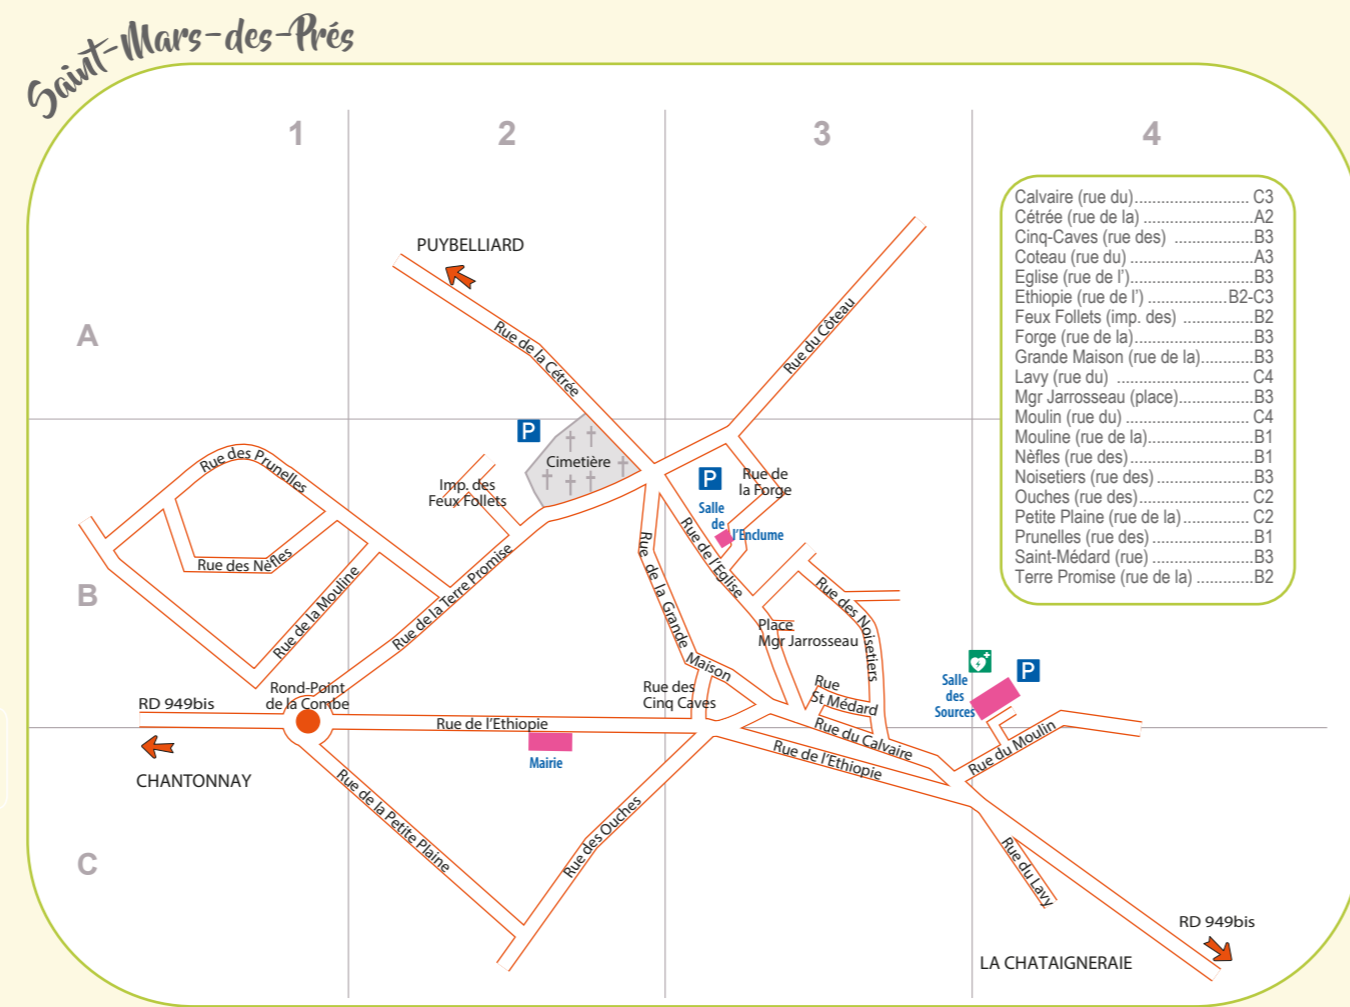 Saint-Mars-des-Prés
1
2
3
4
A
B
C
Calvaire (rue du).......................... C3
Cétrée (rue de la) .........................A2
Cinq-Caves (rue des) ..................B3
Coteau (rue du) .............................A3
Eglise (rue de l')............................B3
Ethiopie (rue de l') ..................B2-C3
Feux Follets (imp. des) ................B2
Forge (rue de la)...........................B3
Grande Maison (rue de la)............B3
Lavy (rue du) .............................. C4
Mgr Jarrosseau (place).................B3
Moulin (rue du) ............................ C4
Mouline (rue de la)........................B1
Nèfles (rue des) ............................B1
Noisetiers (rue des) ......................B3
Ouches (rue des).......................... C2
Petite Plaine (rue de la)................ C2
Prunelles (rue des) .......................B1
Saint-Médard (rue) .......................B3
Terre Promise (rue de la) ..............B2
PUYBELLIARD
Rue de la Cétrée
Rue du Côteau
P
Cimetière
Rue des Prunelles
Imp. des
Feux Follets
P
Rue de
la Forge
Salle
de
l'Enclume
Rue des Nèfles
Rue de la Mouline
Rue de la Terre Promise
Rue de la Grande Maison
Rue de l'Eglise
Rue des Noisetiers
Place
Mgr Jarrosseau
Rond-Point
de la Combe
RD 949bis
Rue des
Cinq Caves
Rue
St Médard
Salle
des
Sources
P
Rue de l'Ethiopie
Mairie
Rue du Calvaire
Rue de l'Ethiopie
Rue du Moulin
CHANTONNAY
Rue de la Petite Plaine
Rue des Ouches
Rue du Lavy
RD 949bis
LA CHATAIGNERAIE